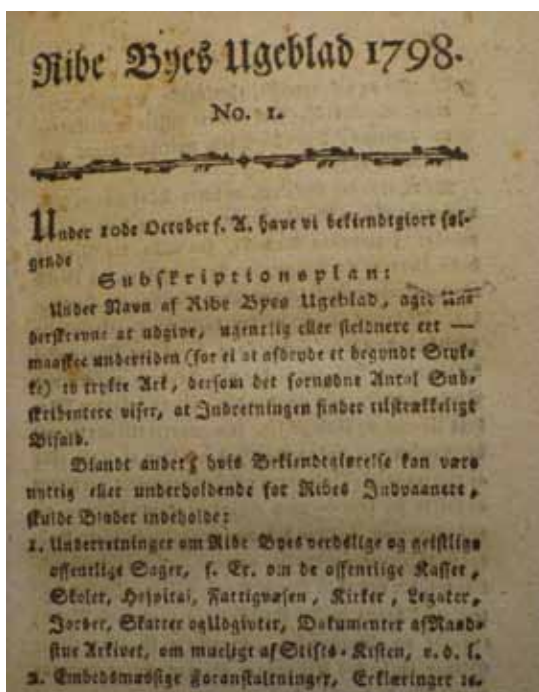 Ribe Byes Ugeblad 1798.
No. 1.
Under 10de October f. A. have vi bekiendtgiort føl-
gende
Subskriptionsplan:
Under Navn af Ribe Byes Ugeblad, agte Un-
derskrevne at udgive, ugentlig eller sieldnere eet —
maaskee undertiden (for ei at afbryde et begyndt Styk-
ke) to trykte Ark, dersom det fornødne Antal Sub-
skribentere viser, at Indretningen finder tilstrækkeligt
Bifald.
Blandt andet, hvis Bekiendtgiørelse kan være
nyttig eller underholdende for Ribes Indvaanere,
skulde Bladet indeholde:
1. Underretninger om Ribe Byes verdslige og geistlige
offentlige Sager, f. Ex. om de offentlige Kasser,
Skoler, Hospital, Fattigvæsen, Kirker, Legater,
Jorder, Skatter og Udgivter, Dokumenter af Raad-
stue Arkivet, om mueligt af Stifts-Kisten, o. d. l.
2. Embedsmæssige Foranstaltninger, Erklæringer ic.